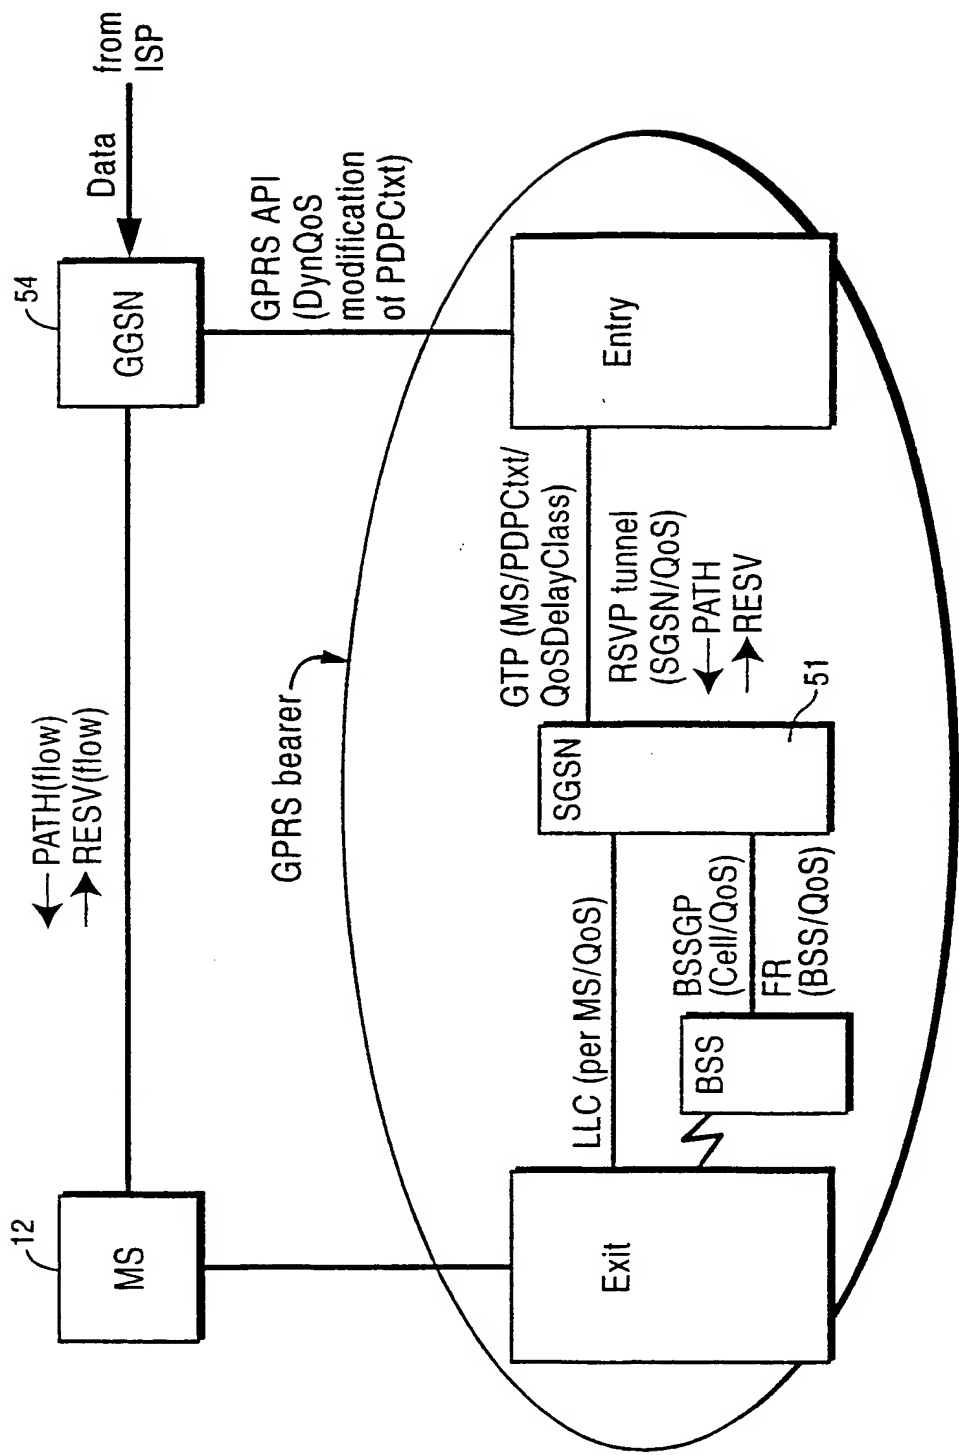 12
MS
PATH(flow)
RESV(flow)
54
GGSN
Data
from
ISP
GPRS API
(DynQoS
modification
of PDPCtxt)
GPRS bearer
Exit
LLC (per MS/QoS)
BSS
BSSGP
(Cell/QoS)
FR
(BSS/QoS)
SGSN
51
GTP (MS/PDPCtxt/
QoSDelayClass)
RSVP tunnel
(SGSN/QoS)
PATH
RESV
Entry